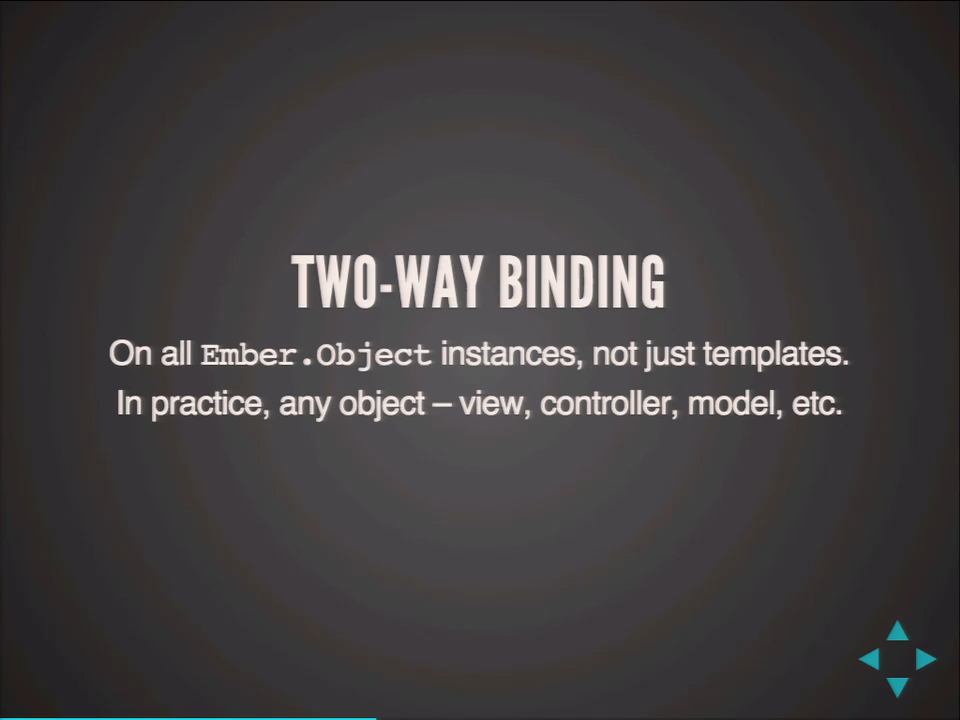 TWO-WAY BINDING
On all Ember.Object instances, not just templates.
In practice, any object – view, controller, model, etc.